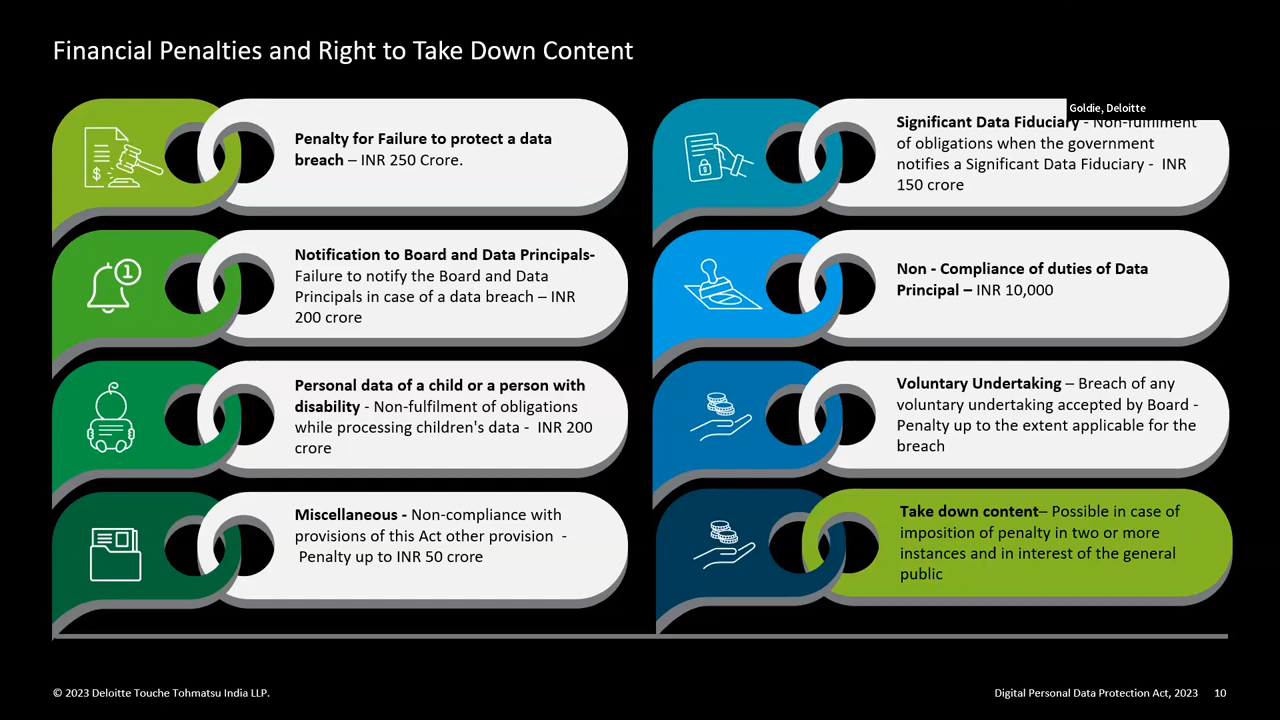 Financial Penalties and Right to Take Down Content
Penalty for Failure to protect a data
breach – INR 250 Crore.
Notification to Board and Data Principals-
Failure to notify the Board and Data
Principals in case of a data breach – INR
200 crore
Personal data of a child or a person with
disability - Non-fulfilment of obligations
while processing children's data - INR 200
crore
Miscellaneous - Non-compliance with
provisions of this Act other provision -
Penalty up to INR 50 crore
Goldie, Deloitte
Significant Data Fiduciary - Non-fulfilment
of obligations when the government
notifies a Significant Data Fiduciary - INR
150 crore
Non - Compliance of duties of Data
Principal – INR 10,000
Voluntary Undertaking – Breach of any
voluntary undertaking accepted by Board -
Penalty up to the extent applicable for the
breach
Take down content– Possible in case of
imposition of penalty in two or more
instances and in interest of the general
public
$
1
© 2023 Deloitte Touche Tohmatsu India LLP.
Digital Personal Data Protection Act, 2023 10